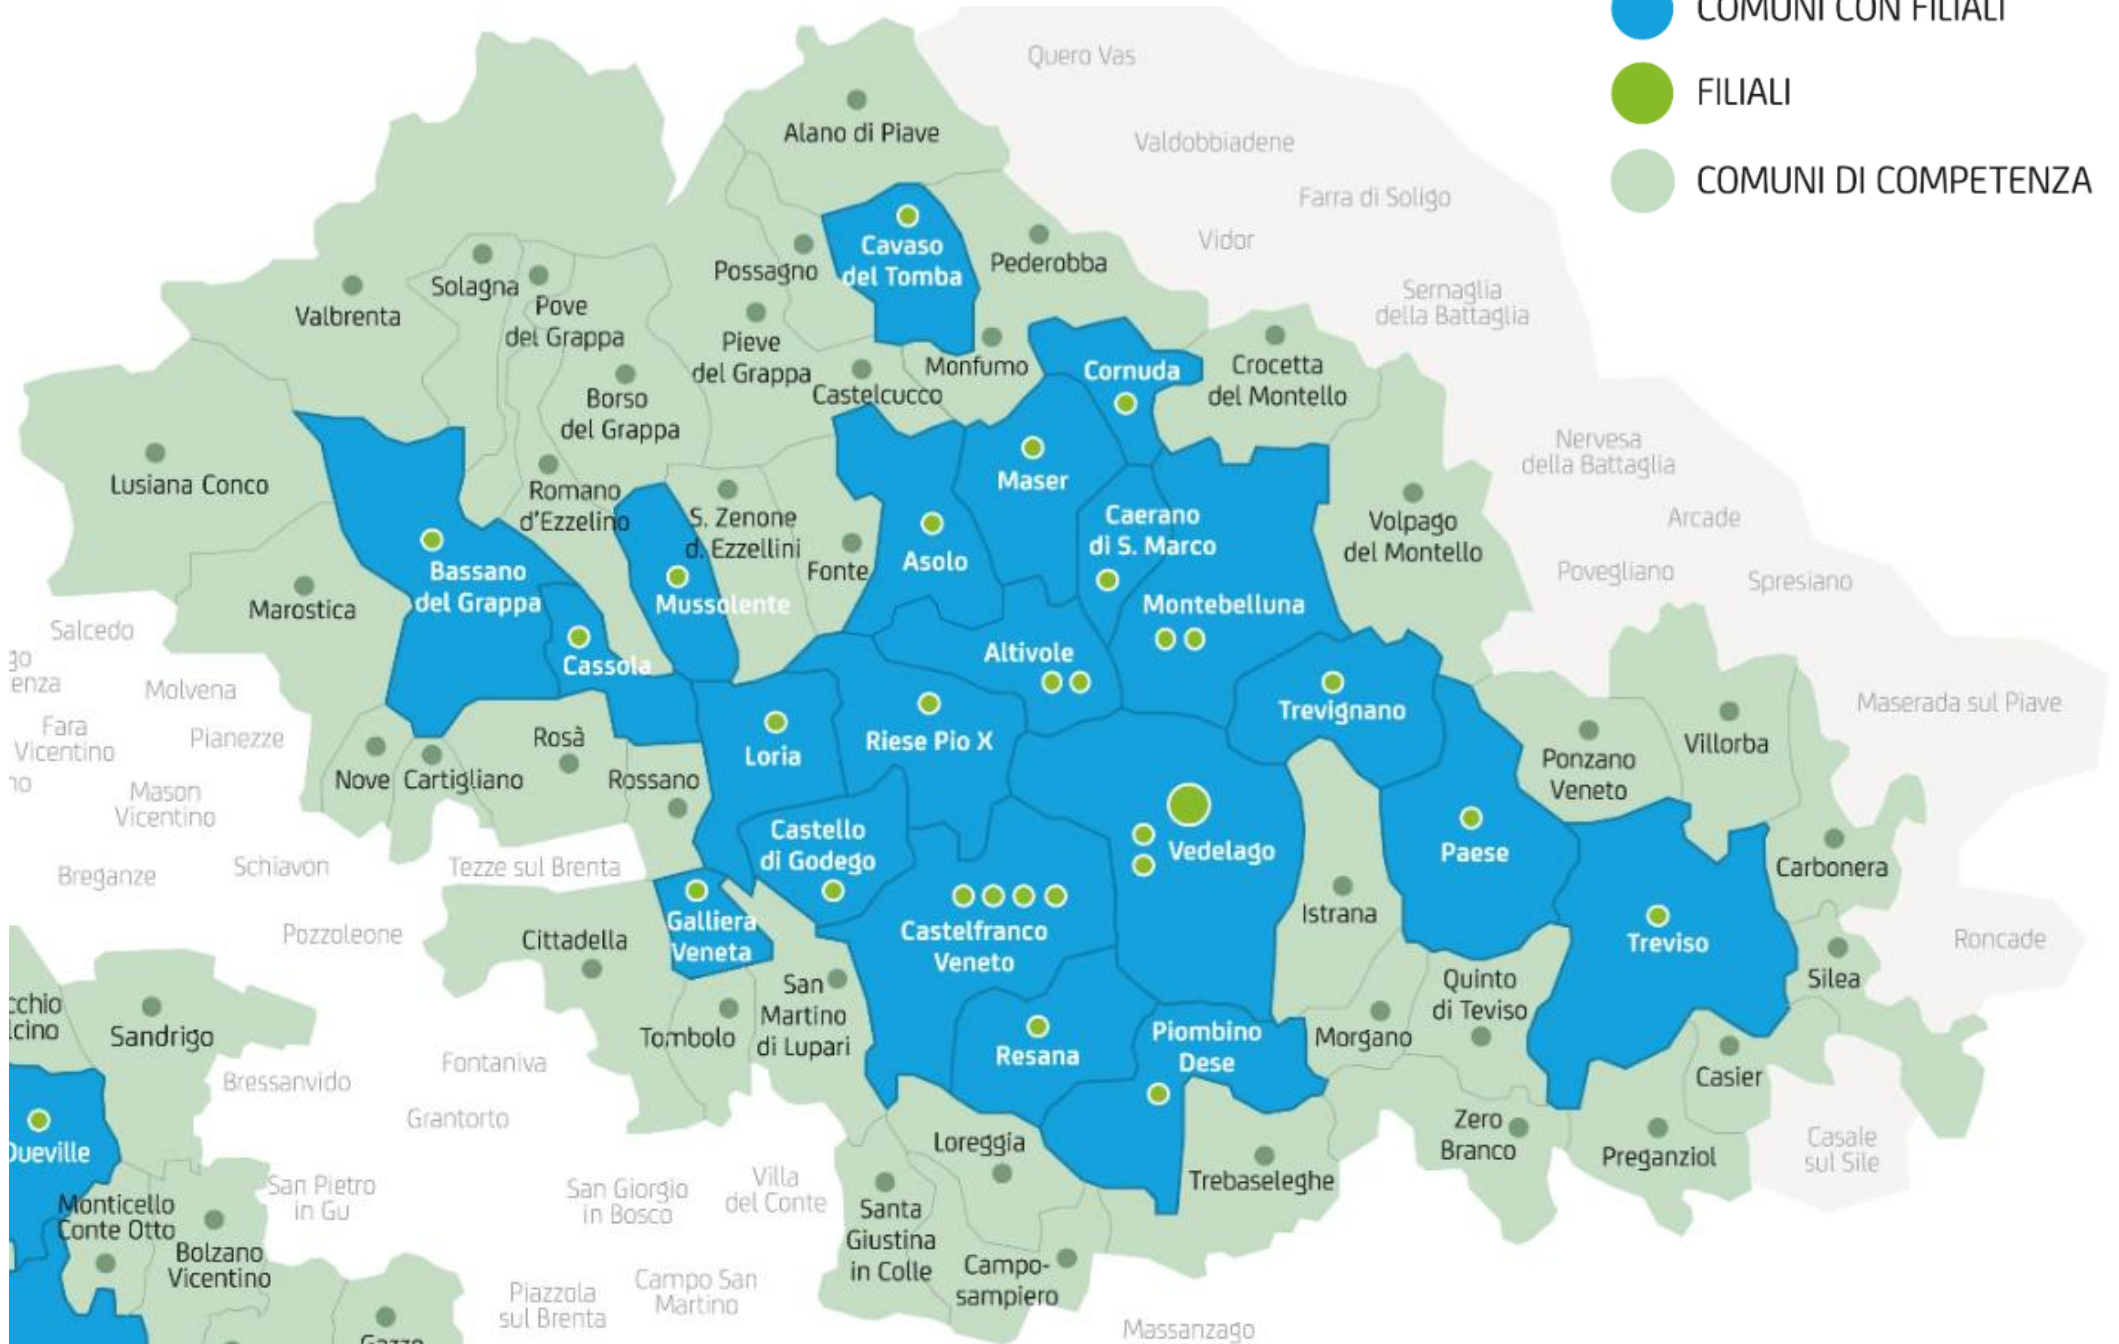 COMUNI CON FILIALI
FILIALI
COMUNI DI COMPETENZA
Quero Vas
Alano di Piave
Valdobbiadene
Farra di Soligo
Vidor
Cavaso
del Tomba
Pederobba
Possagno
Solagna
Valbrenta
Pove
del Grappa
Sernaglia
della Battaglia
Pieve
del Grappa
Monfumo
Castelcucco
Cornuda
Crocetta
del Montello
Borso
del Grappa
Nervesa
della Battaglia
Lusiana Conco
Maser
Romano
d'Ezzelino
S. Zenone
d. Ezzellini
Caerano
di S. Marco
Volpago
del Montello
Arcade
Fonte
Asolo
Povegliano
Spresiano
Bassano
del Grappa
Marostica
Mussolente
Montebelluna
Salcedo
go
enza
Cassola
Altivole
Molvena
Fara
Vicentino
Pianezze
Rosà
Trevignano
Maserada sul Piave
Riese Pio X
Loria
Villorba
Ponzano
Veneto
no
Nove
Cartigliano
Rossano
Mason
Vicentino
Castello
di Godego
Vedelago
Paese
Breganze
Schiavon
Tezze sul Brenta
Carbonera
Galliera
Veneta
Istrana
Pozzoleone
Cittadella
Castelfranco
Veneto
Treviso
Roncade
San
Martino
di Lupari
Quinto
di Teviso
Silea
cchio
lcino
Sandrigo
Tombolo
Resana
Piombino
Dese
Morgano
Fontaniva
Bressanvido
Casier
Grantorto
Dueville
Loreggia
Zero
Branco
Preganziol
Casale
sul Sile
Trebaseleghe
San Pietro
in Gu
San Giorgio
in Bosco
Villa
del Conte
Monticello
Conte Otto
Santa
Giustina
in Colle
Bolzano
Vicentino
Campo-
sampiero
Piazzola
sul Brenta
Campo San
Martino
Massanzago
Gazzo